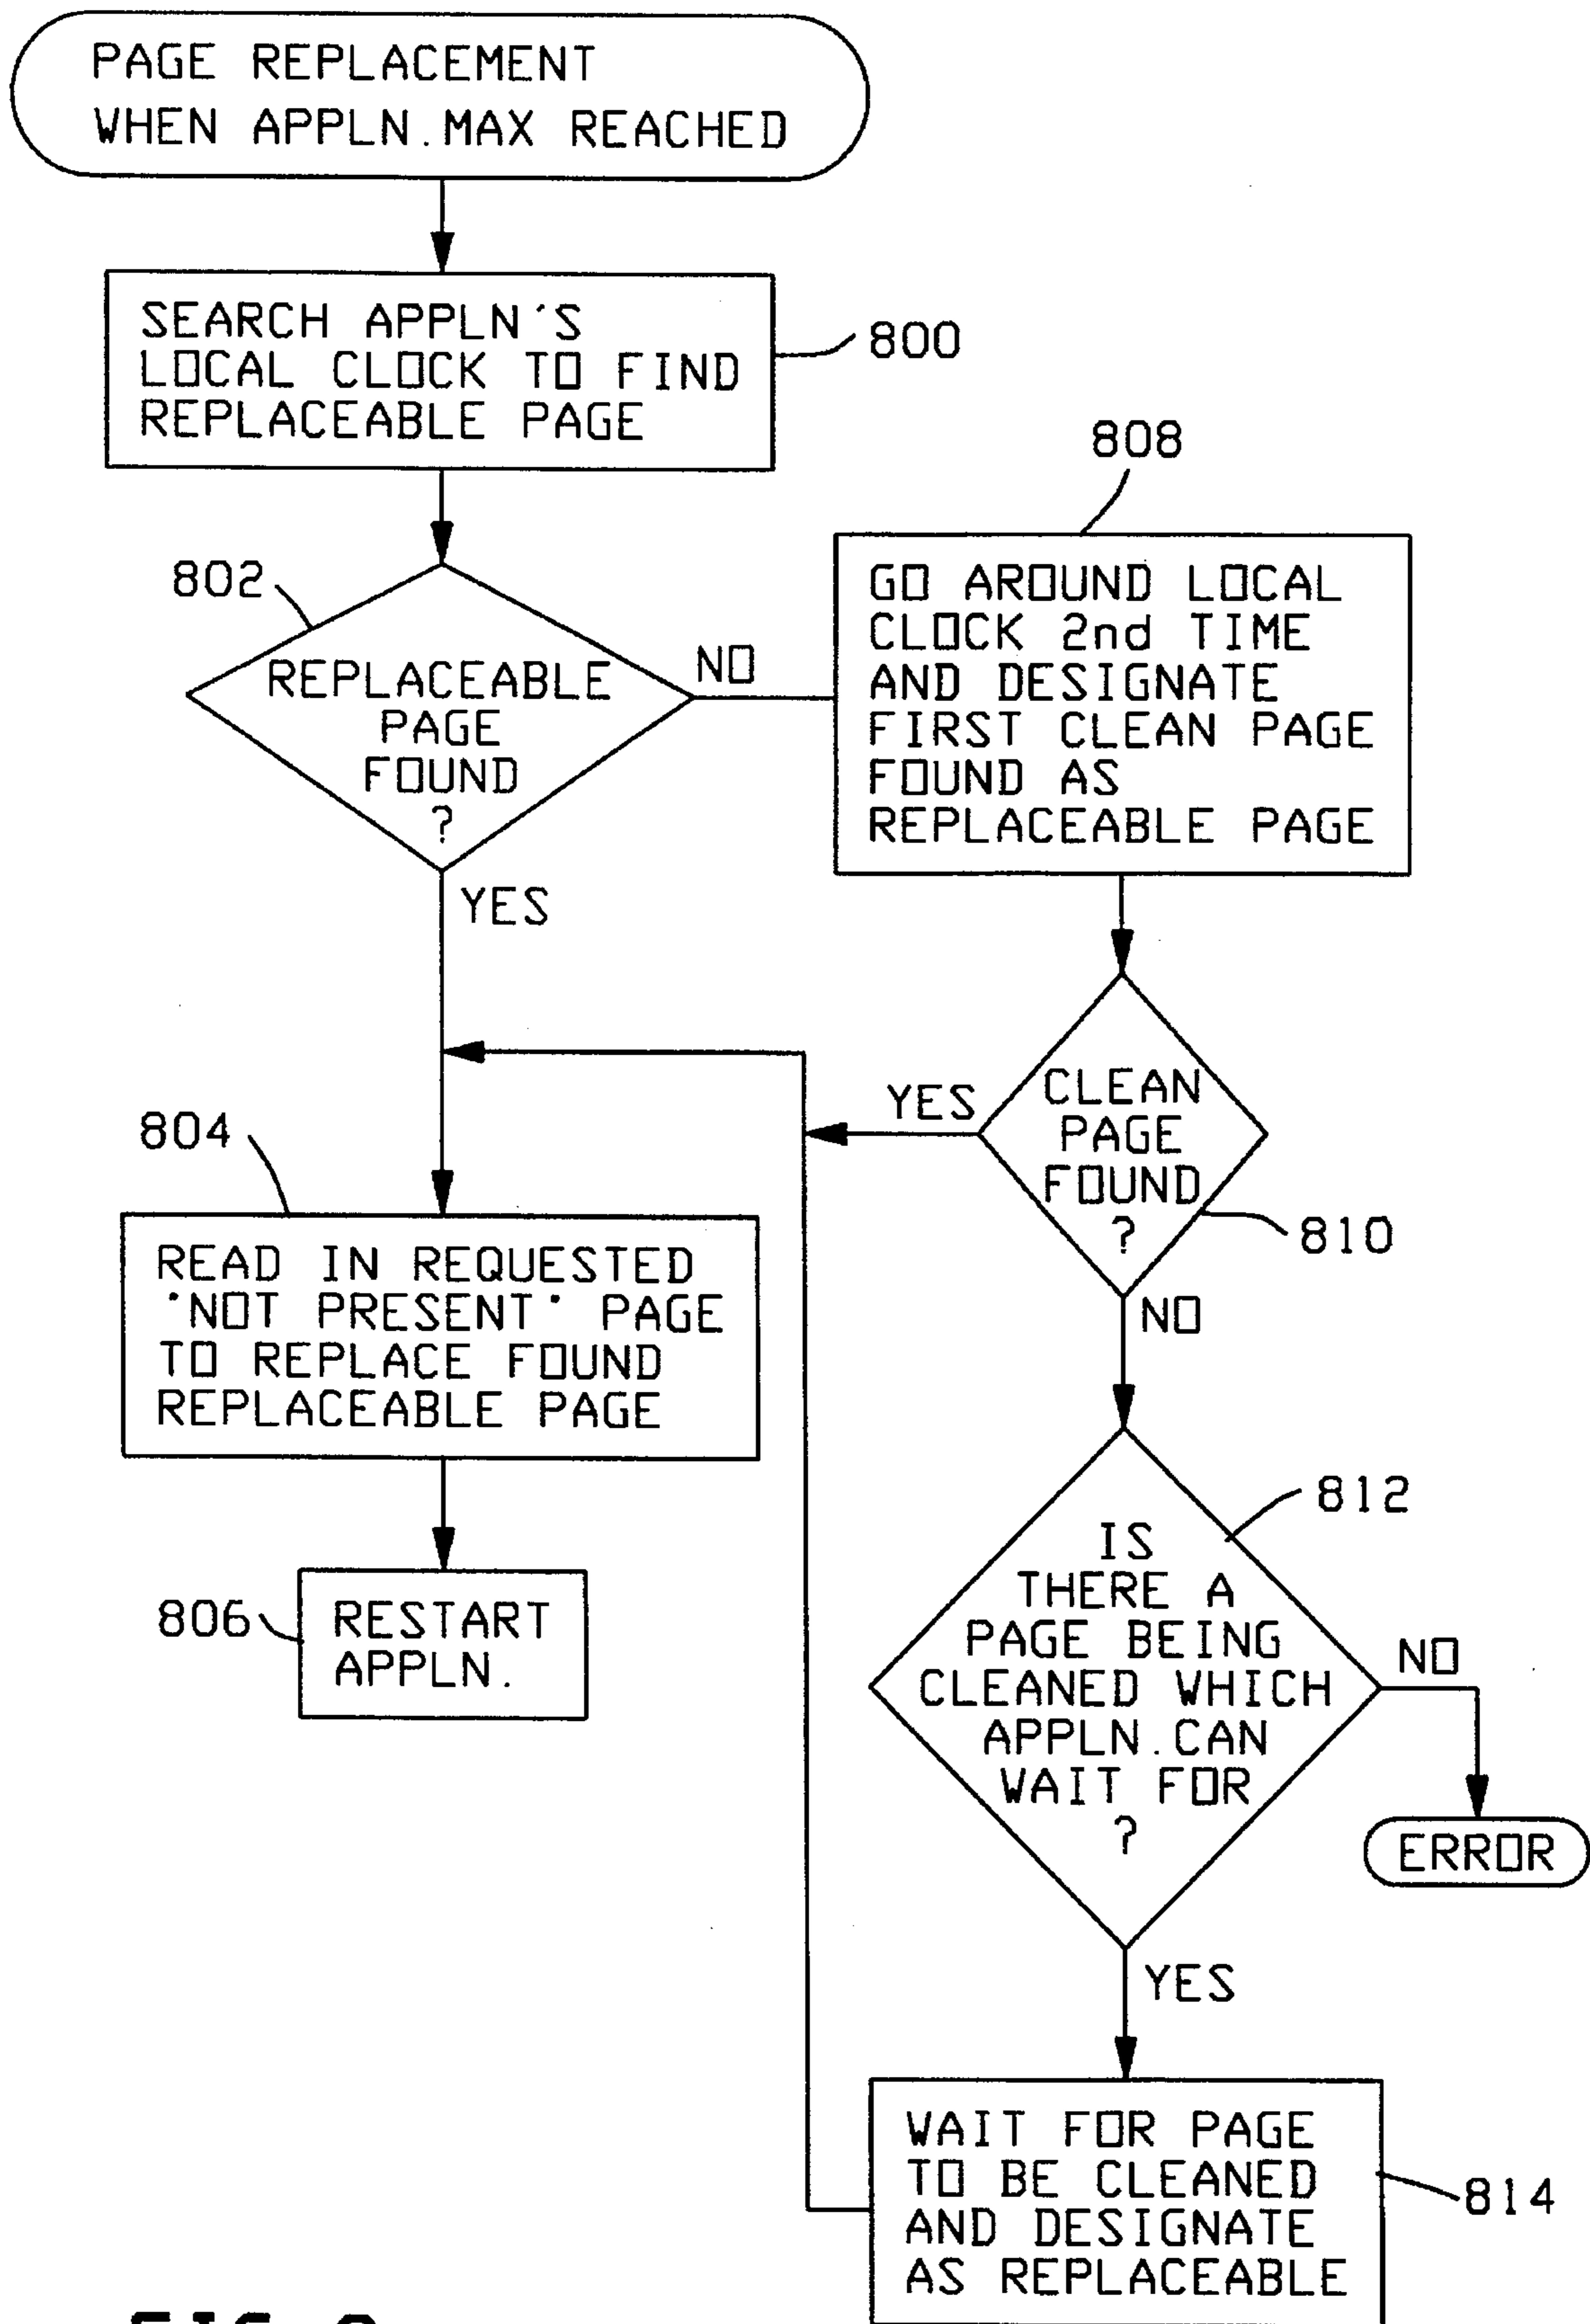 PAGE REPLACEMENT
WHEN APPLN.MAX REACHED
SEARCH APPLN'S
LOCAL CLOCK TO FIND
REPLACEABLE PAGE
800
802
REPLACEABLE
PAGE
FOUND
?
NO
YES
808
GO AROUND LOCAL
CLOCK 2nd TIME
AND DESIGNATE
FIRST CLEAN PAGE
FOUND AS
REPLACEABLE PAGE
CLEAN
PAGE
FOUND
?
YES
810
NO
804
READ IN REQUESTED
'NOT PRESENT' PAGE
TO REPLACE FOUND
REPLACEABLE PAGE
806
RESTART
APPLN.
812
IS
THERE A
PAGE BEING
CLEANED WHICH
APPLN.CAN
WAIT FOR
?
NO
ERROR
YES
WAIT FOR PAGE
TO BE CLEANED
AND DESIGNATE
AS REPLACEABLE
814